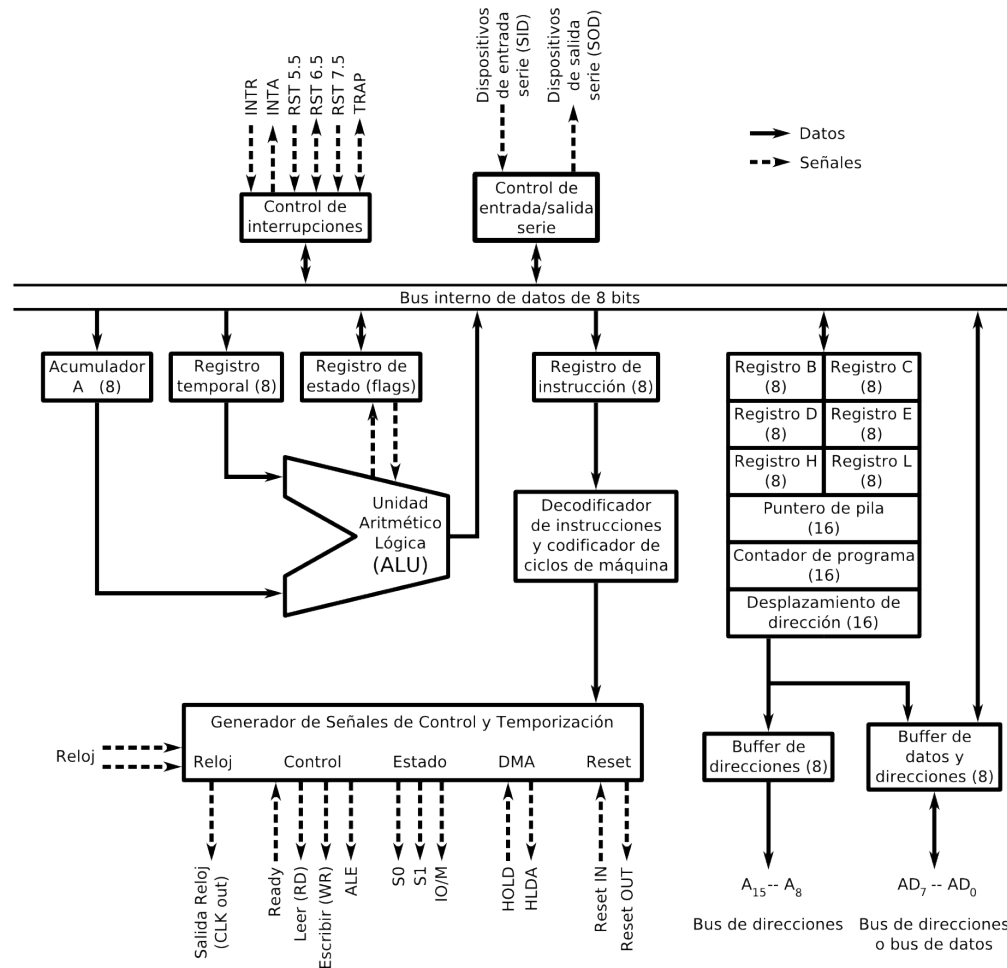 INTR
INTA
RST 5.5
RST 6.5
RST 7.5
TRAP
Dispositivos
de entrada
serie (SID)
Dispositivos
de salida
serie (SOD)
Datos
Señales
Control de
interrupciones
Control de
entrada/salida
serie
Bus interno de datos de 8 bits
Acumulador
A (8)
Registro
temporal (8)
Registro de
estado (flags)
Registro de
instrucción (8)
Registro B
(8)
Registro C
(8)
Registro D
(8)
Registro E
(8)
Registro H
(8)
Registro L
(8)
Puntero de pila
(16)
Contador de programa
(16)
Desplazamiento de
dirección (16)
Unidad
Aritmético
Lógica
(ALU)
Decodificador
de instrucciones
y codificador de
ciclos de máquina
Generador de Señales de Control y Temporización
Reloj
Reloj Control Estado DMA Reset
Buffer de
direcciones (8)
Buffer de
datos y
direcciones (8)
Salida Reloj
(CLK out)
Ready
Leer (RD)
Escribir (WR)
ALE
S0
S1
IO/M
HOLD
HLDA
Reset IN
Reset OUT
A15-- A8
AD7 -- AD0
Bus de direcciones
Bus de direcciones
o bus de datos